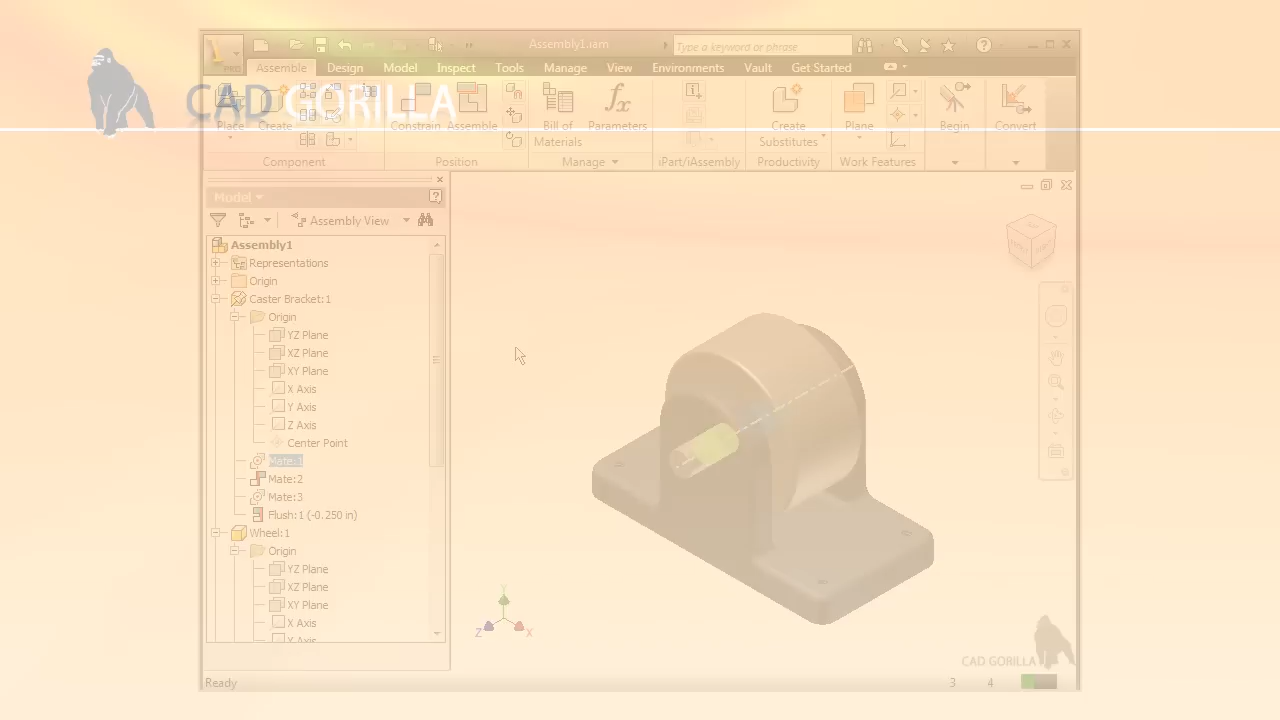 Assembly1.iam
Type a keyword or phrase
PRO
Assemble Design Model Inspect Tools Manage View Environments Vault Get Started
CAD GORILLA
Place Create Constrain Assemble Bill of Materials Parameters Create Substitutes Plane Begin Convert
Component Position Manage iPart/iAssembly Productivity Work Features
Model
Assembly View
Assembly1
Representations
Origin
Caster Bracket:1
Origin
YZ Plane
XZ Plane
XY Plane
X Axis
Y Axis
Z Axis
Center Point
Mate:1
Mate:2
Mate:3
Flush:1 (-0.250 in)
Wheel:1
Origin
YZ Plane
XZ Plane
XY Plane
X Axis
Y Axis
Y
Z X
CAD GORILLA
Ready 3 4